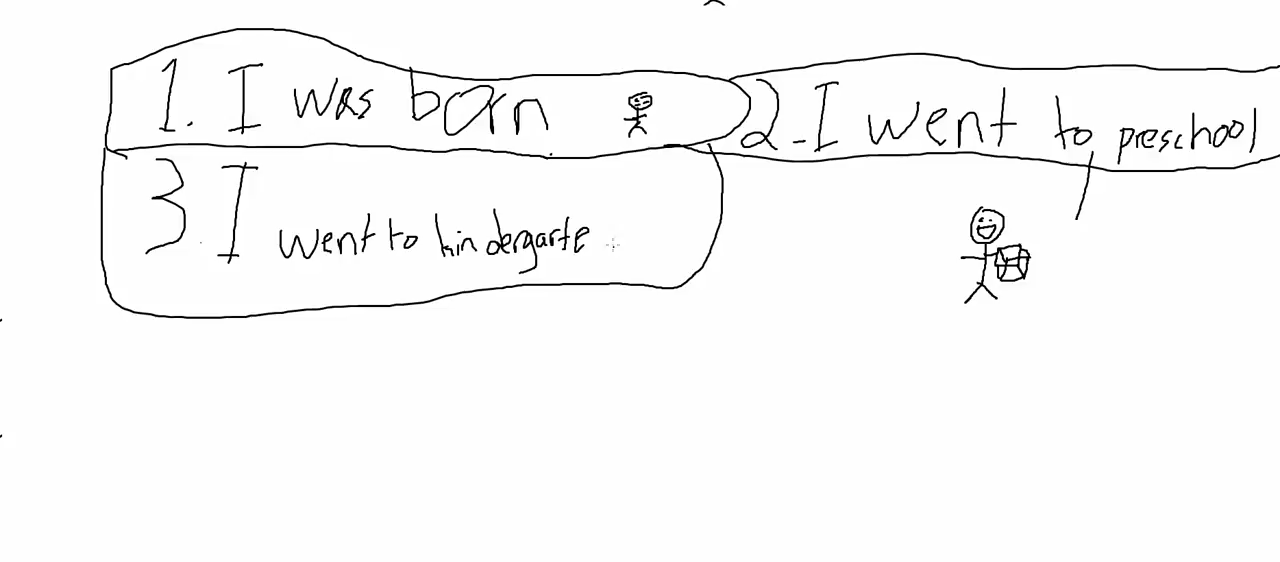 1. I was born
2. I went to preschool
3 I went to kindergarte